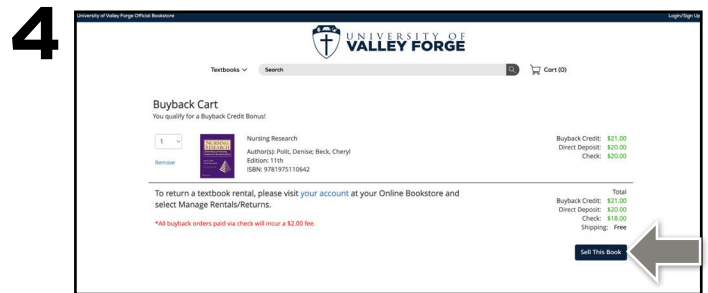 4
University of Valley Forge Official Bookstore
Login/Sign Up
UNIVERSITY OF
VALLEY FORGE
Textbooks
Search
Cart (0)
Buyback Cart
You qualify for a Buyback Credit Bonus!
1
Remove
NURSING
RESEARCH
Nursing Research
Author(s): Polit, Denise; Beck, Cheryl
Edition: 11th
ISBN: 9781975110642
Buyback Credit: $21.00
Direct Deposit: $20.00
Check: $20.00
To return a textbook rental, please visit your account at your Online Bookstore and
select Manage Rentals/Returns.
*All buyback orders paid via check will incur a $2.00 fee.
Total
Buyback Credit: $21.00
Direct Deposit: $20.00
Check: $18.00
Shipping: Free
Sell This Book